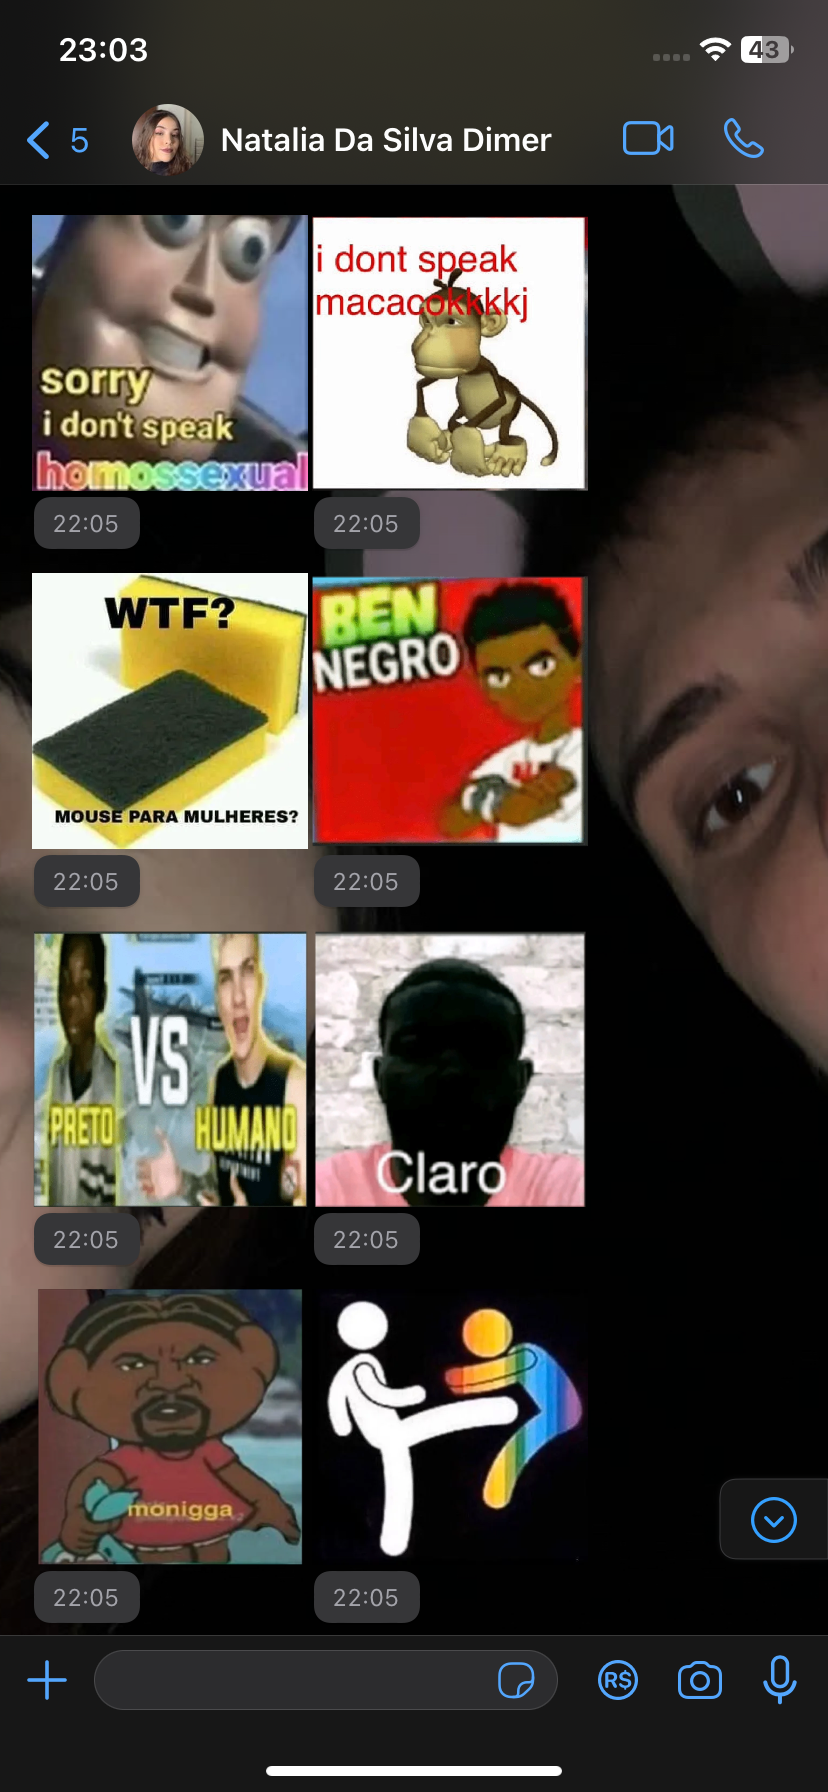 23:03
43
5
Natalia Da Silva Dimer
sorry
i don't speak
homossexual
22:05
i dont speak
macacokkkkj
22:05
WTF?
MOUSE PARA MULHERES?
22:05
BEN
NEGRO
22:05
PRETO
VS
HUMANO
22:05
Claro
22:05
monigga
22:05
22:05
R$